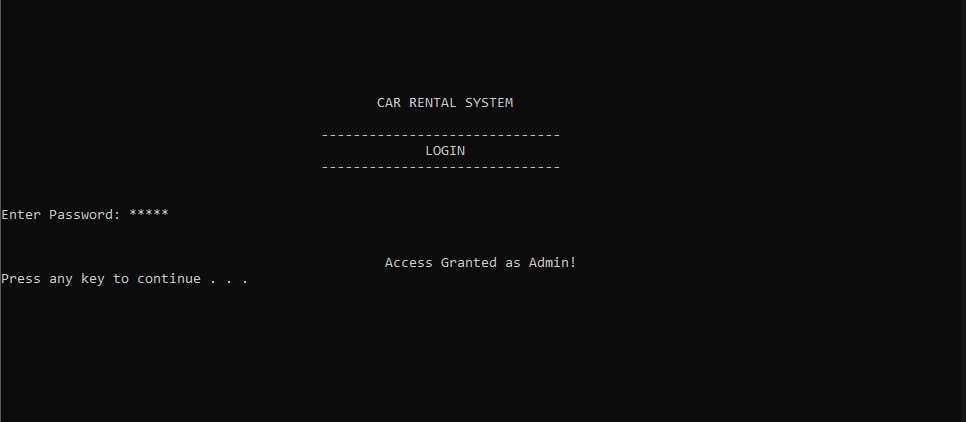 CAR RENTAL SYSTEM
------------------------------
LOGIN
------------------------------
Enter Password: *****
Access Granted as Admin!
Press any key to continue . . .